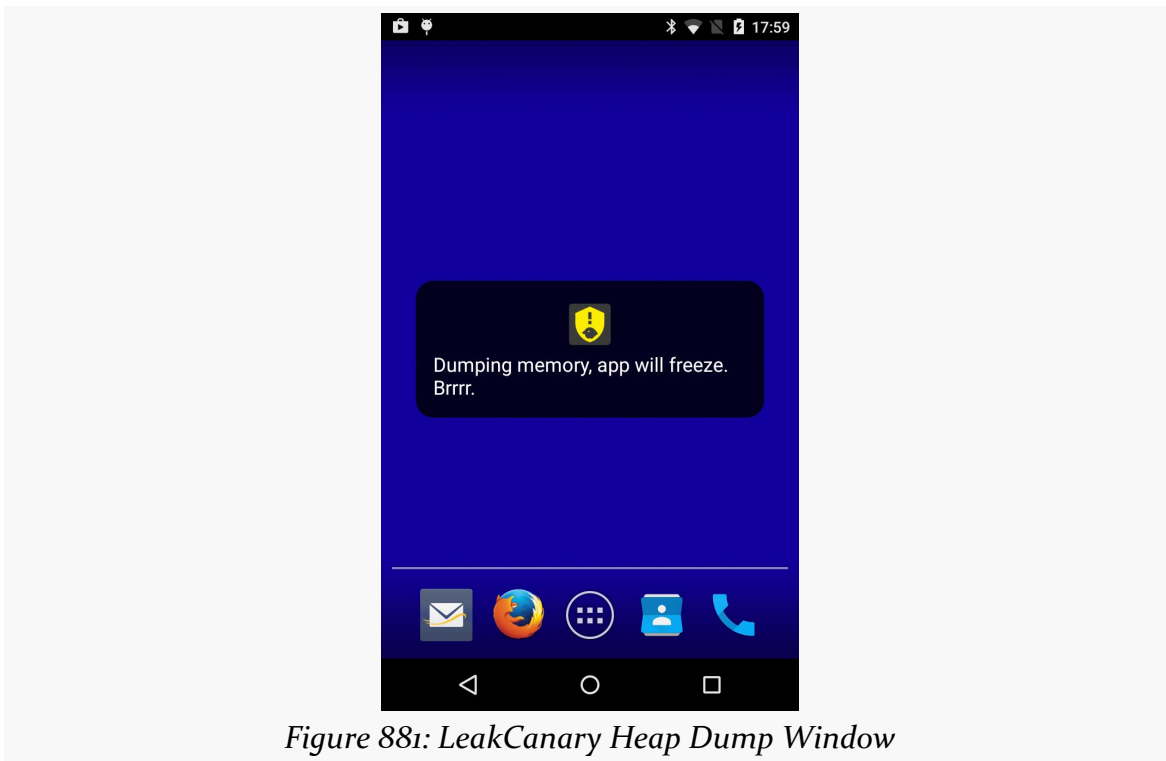 17:59
Dumping memory, app will freeze.
Brrrr.
Figure 881: LeakCanary Heap Dump Window